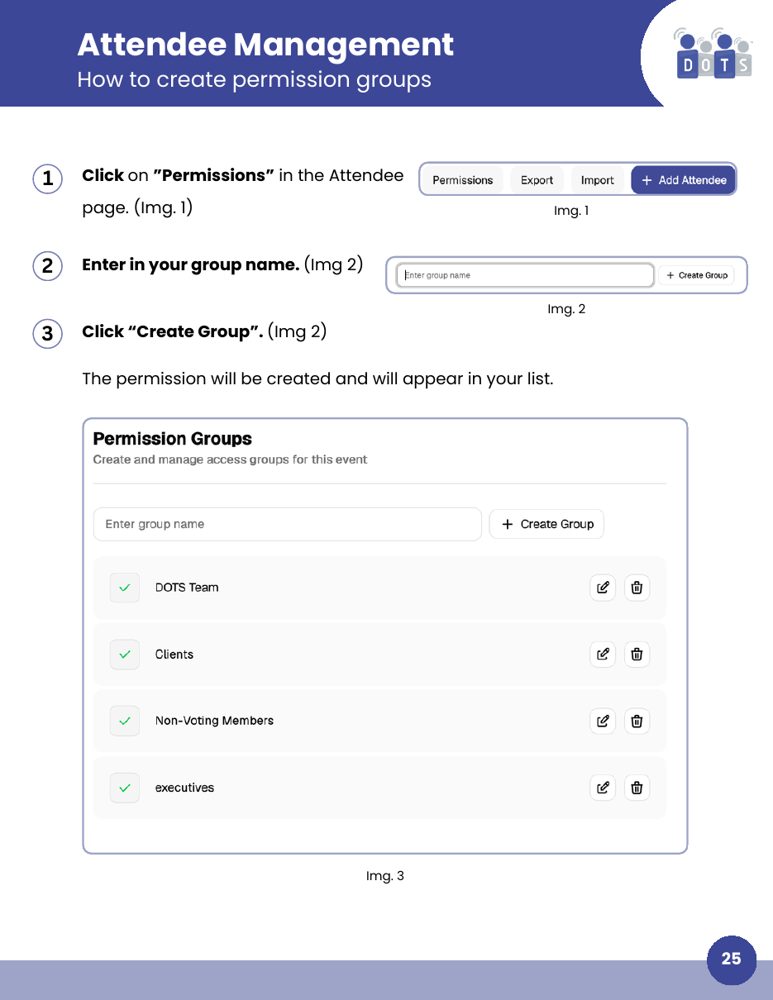 Attendee Management
How to create permission groups
DOTS
1
Click on ”Permissions” in the Attendee
page. (Img. 1)
Permissions Export Import + Add Attendee
Img. 1
2
Enter in your group name. (Img 2)
Enter group name + Create Group
Img. 2
3
Click “Create Group”. (Img 2)
The permission will be created and will appear in your list.
Permission Groups
Create and manage access groups for this event
Enter group name + Create Group
DOTS Team
Clients
Non-Voting Members
executives
Img. 3
25